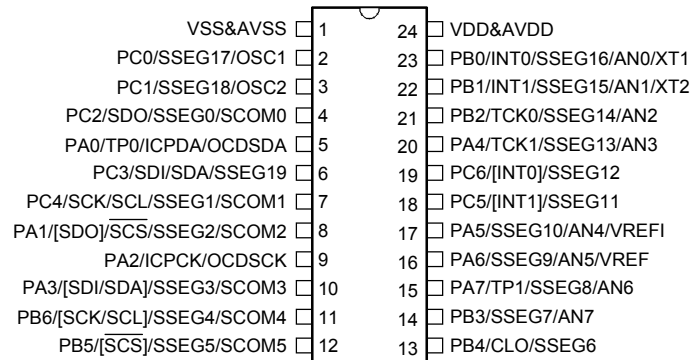 VSS&AVSS 1 24 VDD&AVDD
PC0/SSEG17/OSC1 2 23 PB0/INT0/SSEG16/AN0/XT1
PC1/SSEG18/OSC2 3 22 PB1/INT1/SSEG15/AN1/XT2
PC2/SDO/SSEG0/SCOM0 4 21 PB2/TCK0/SSEG14/AN2
PA0/TP0/ICPDA/OCDSDA 5 20 PA4/TCK1/SSEG13/AN3
PC3/SDI/SDA/SSEG19 6 19 PC6/[INT0]/SSEG12
PC4/SCK/SCL/SSEG1/SCOM1 7 18 PC5/[INT1]/SSEG11
PA1/[SDO]/SCS/SSEG2/SCOM2 8 17 PA5/SSEG10/AN4/VREFI
PA2/ICPCK/OCDSCK 9 16 PA6/SSEG9/AN5/VREF
PA3/[SDI/SDA]/SSEG3/SCOM3 10 15 PA7/TP1/SSEG8/AN6
PB6/[SCK/SCL]/SSEG4/SCOM4 11 14 PB3/SSEG7/AN7
PB5/[SCS]/SSEG5/SCOM5 12 13 PB4/CLO/SSEG6